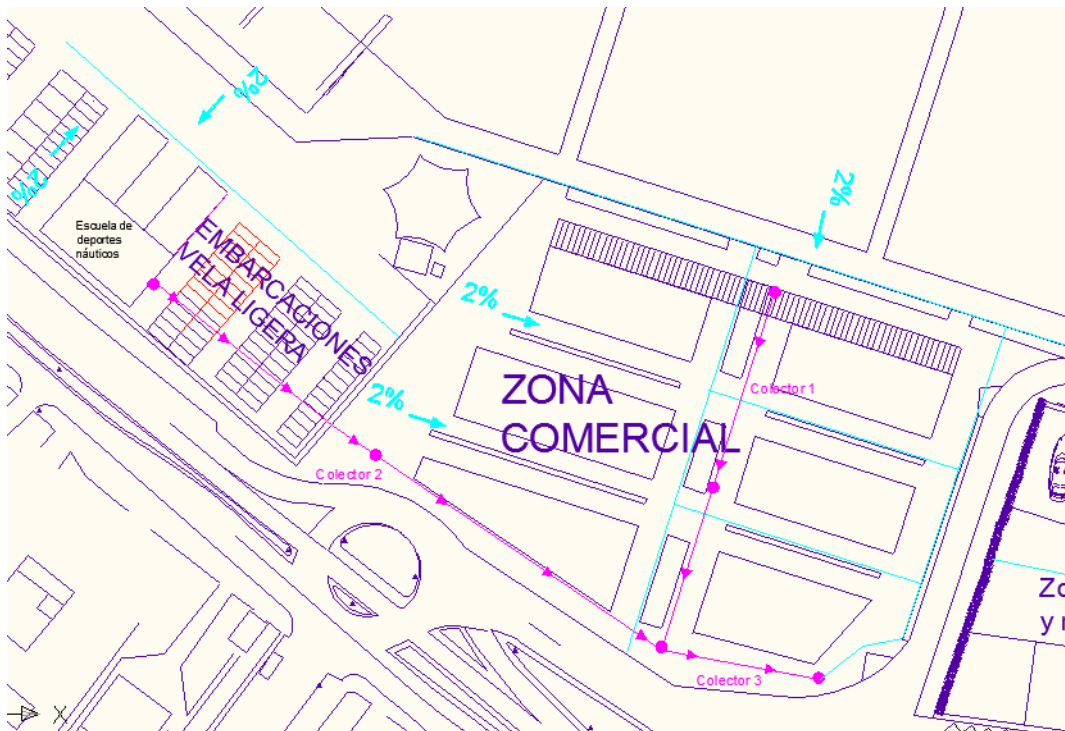 2%
2%
2%
Escuela de
deportes
náuticos
EMBARCACIONES
VELA LIGERA
2%
2%
ZONA
COMERCIAL
Colector 1
Colector 2
Colector 3
Zo
y
X